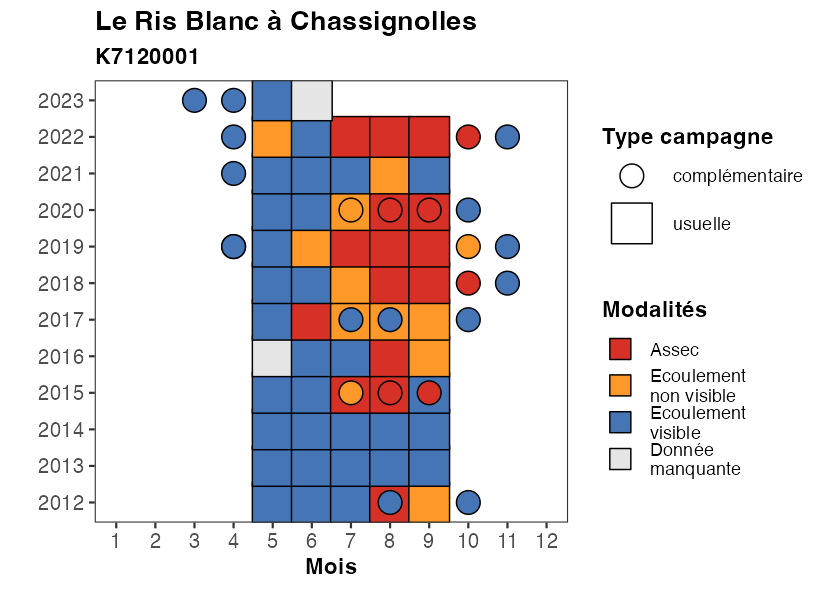 Le Ris Blanc à Chassignolles
K7120001
2023
2022
2021
2020
2019
2018
2017
2016
2015
2014
2013
2012
1 2 3 4 5 6 7 8 9 10 11 12
Mois
Type campagne
complémentaire
usuelle
Modalités
Assec
Ecoulement
non visible
Ecoulement
visible
Donnée
manquante